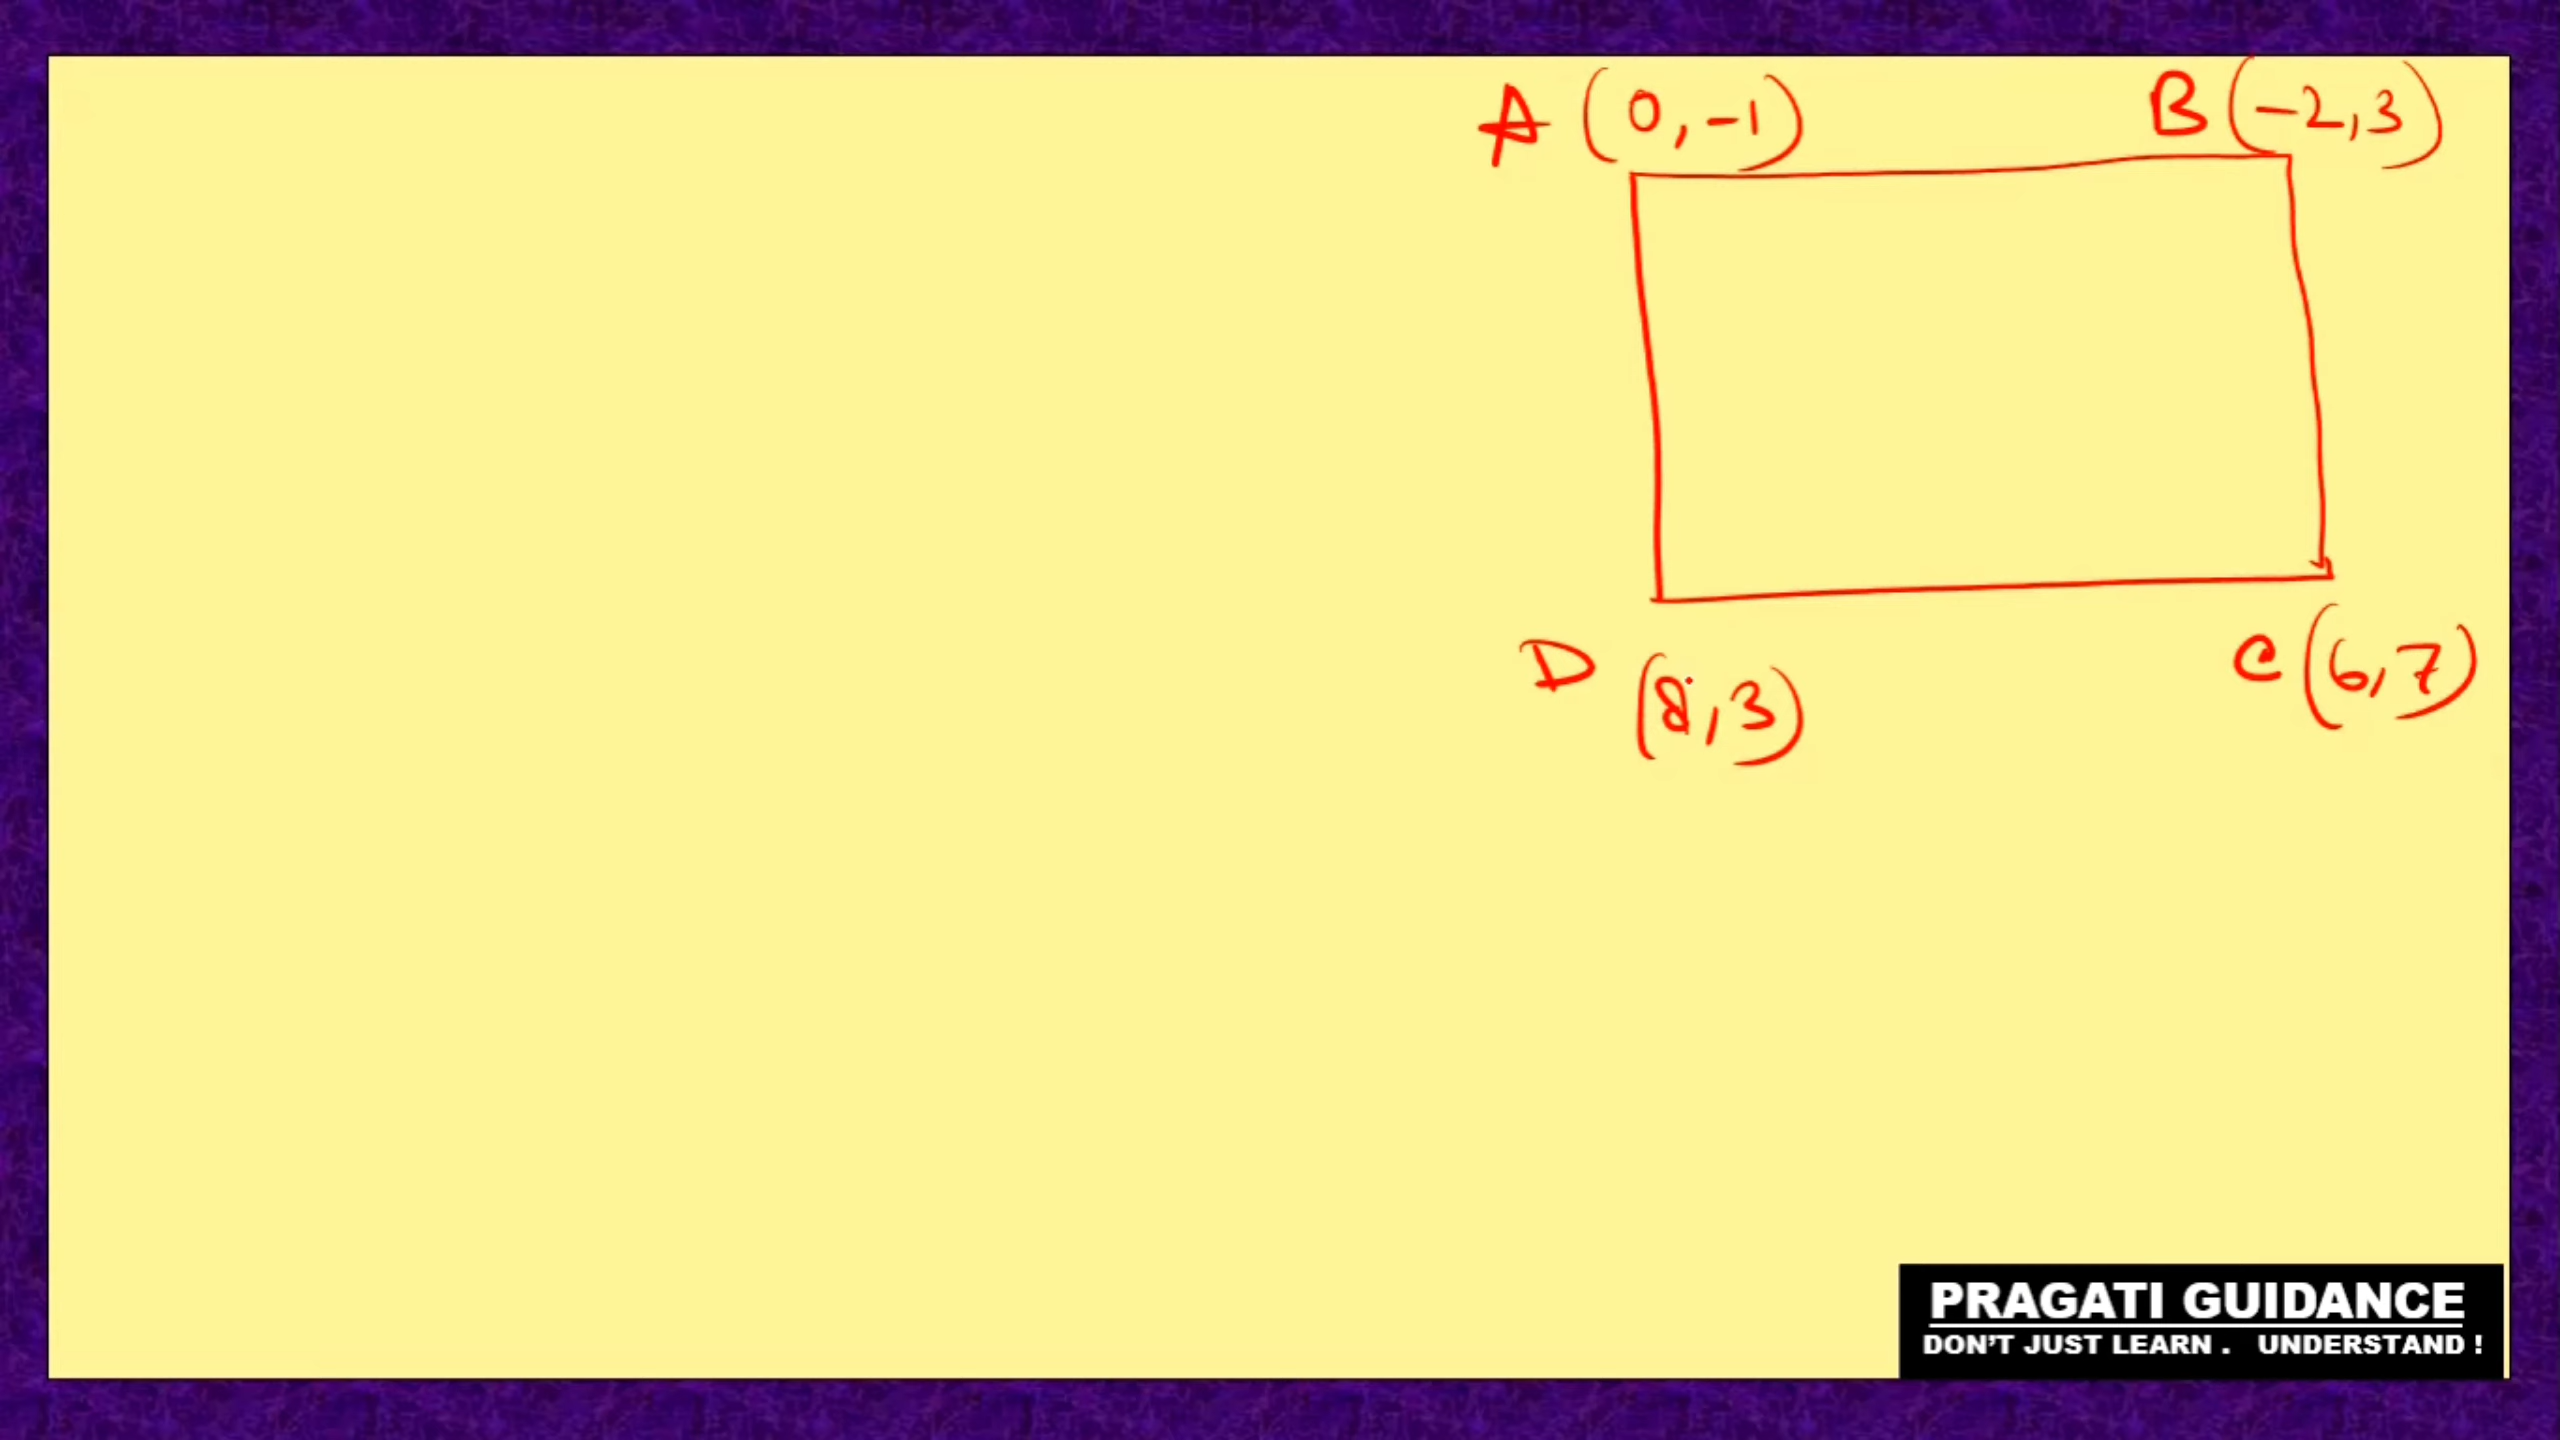 A (0, -1) B (-2, 3)
D (8, 3) C (6, 7)
PRAGATI GUIDANCE
DON'T JUST LEARN . UNDERSTAND !